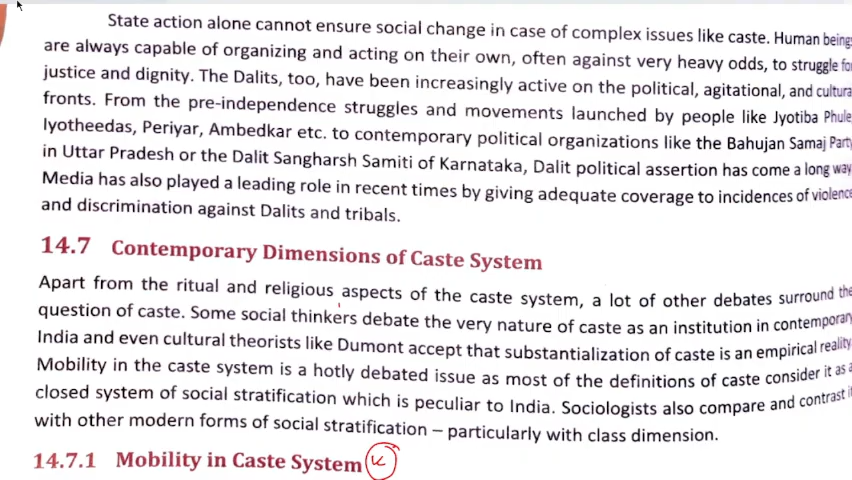 State action alone cannot ensure social change in case of complex issues like caste. Human beings
are always capable of organizing and acting on their own, often against very heavy odds, to struggle for
justice and dignity. The Dalits, too, have been increasingly active on the political, agitational, and cultural
fronts. From the pre-independence struggles and movements launched by people like Jyotiba Phule,
Iyotheedas, Periyar, Ambedkar etc. to contemporary political organizations like the Bahujan Samaj Party
in Uttar Pradesh or the Dalit Sangharsh Samiti of Karnataka, Dalit political assertion has come a long way.
Media has also played a leading role in recent times by giving adequate coverage to incidences of violence
and discrimination against Dalits and tribals.
14.7 Contemporary Dimensions of Caste System
Apart from the ritual and religious aspects of the caste system, a lot of other debates surround the
question of caste. Some social thinkers debate the very nature of caste as an institution in contemporary
India and even cultural theorists like Dumont accept that substantialization of caste is an empirical reality.
Mobility in the caste system is a hotly debated issue as most of the definitions of caste consider it as a
closed system of social stratification which is peculiar to India. Sociologists also compare and contrast it
with other modern forms of social stratification – particularly with class dimension.
14.7.1 Mobility in Caste System